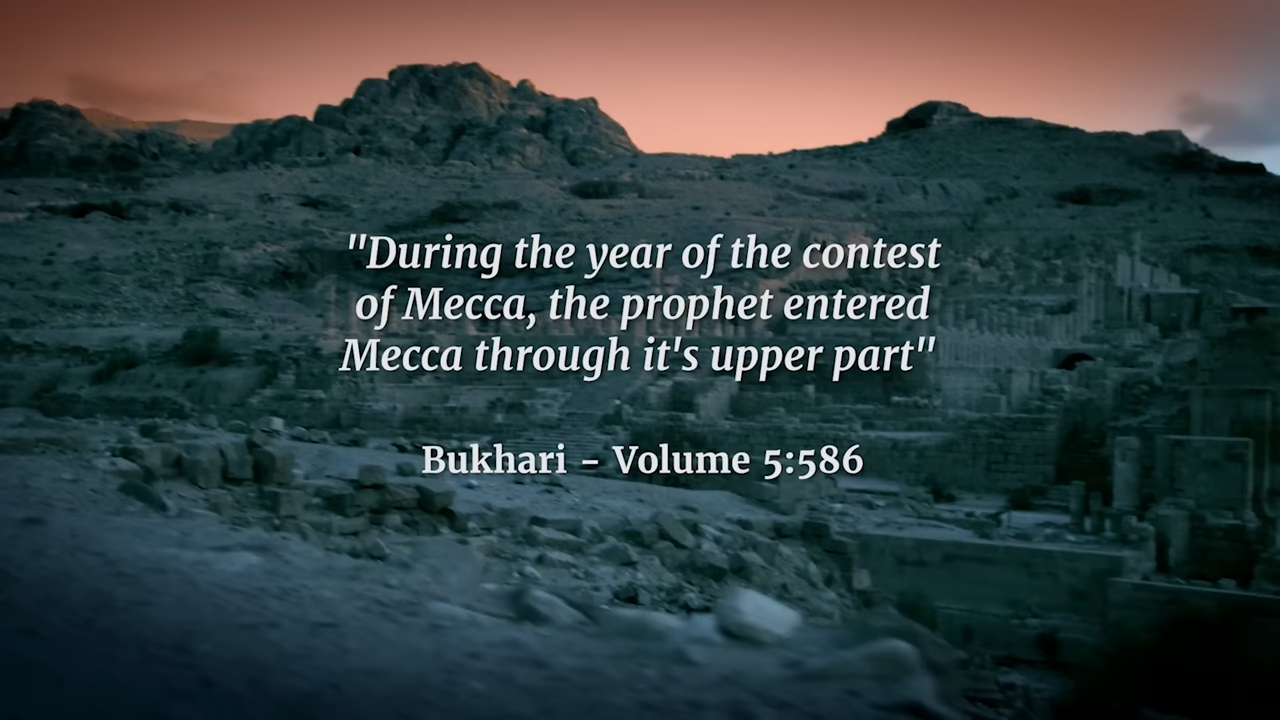 "During the year of the contest
of Mecca, the prophet entered
Mecca through it's upper part"
Bukhari - Volume 5:586